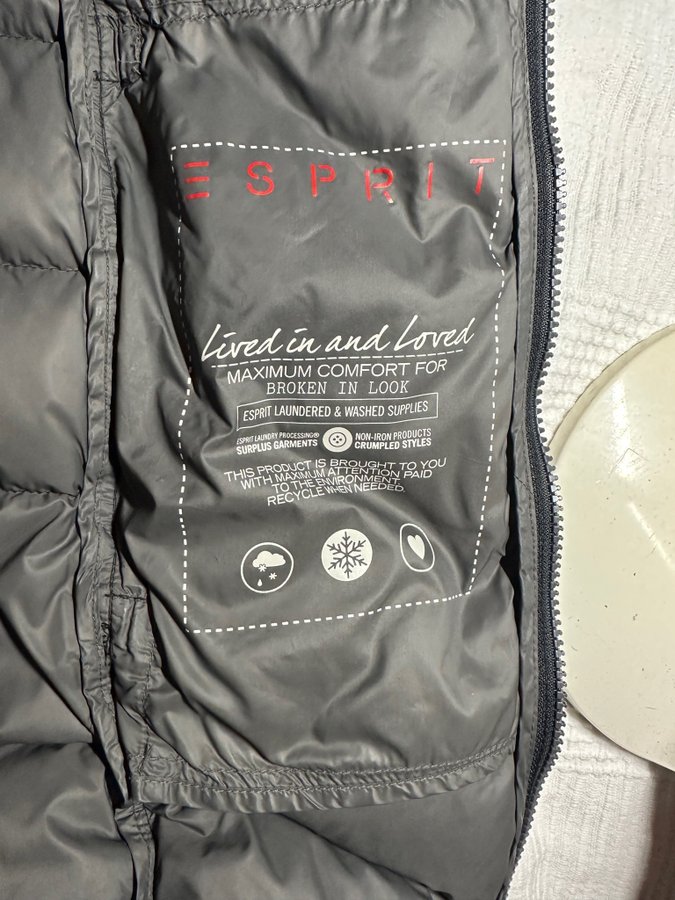 ESPRIT
Lived in and Loved
MAXIMUM COMFORT FOR
BROKEN IN LOOK
ESPRIT LAUNDERED & WASHED SUPPLIES
ESPRIT LAUNDRY PROCESSING® NON-IRON PRODUCTS
SURPLUS GARMENTS CRUMPLED STYLES
THIS PRODUCT IS BROUGHT TO YOU
WITH MAXIMUM ATTENTION PAID
TO THE ENVIRONMENT.
RECYCLE WHEN NEEDED.